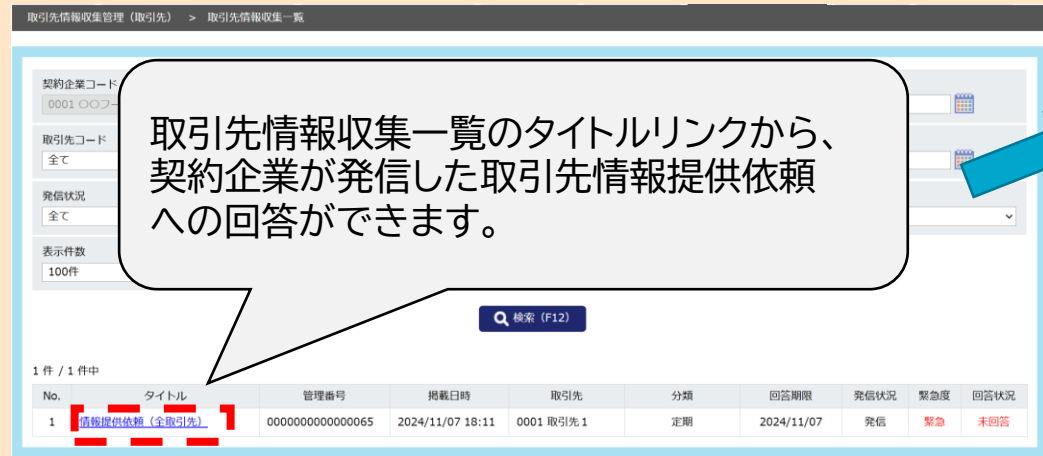 取引先情報収集管理（取引先） > 取引先情報収集一覧
契約企業コード
0001 〇〇フー
取引先コード
全て
発信状況
全て
表示件数
100件
取引先情報収集一覧のタイトルリンクから、
契約企業が発信した取引先情報提供依頼
への回答ができます。
検索（F12）
1 件 / 1 件中
No. タイトル 管理番号 掲載日時 取引先 分類 回答期限 発信状況 緊急度 回答状況
1 情報提供依頼（全取引先） 0000000000000065 2024/11/07 18:11 0001 取引先１ 定期 2024/11/07 発信 緊急 未回答